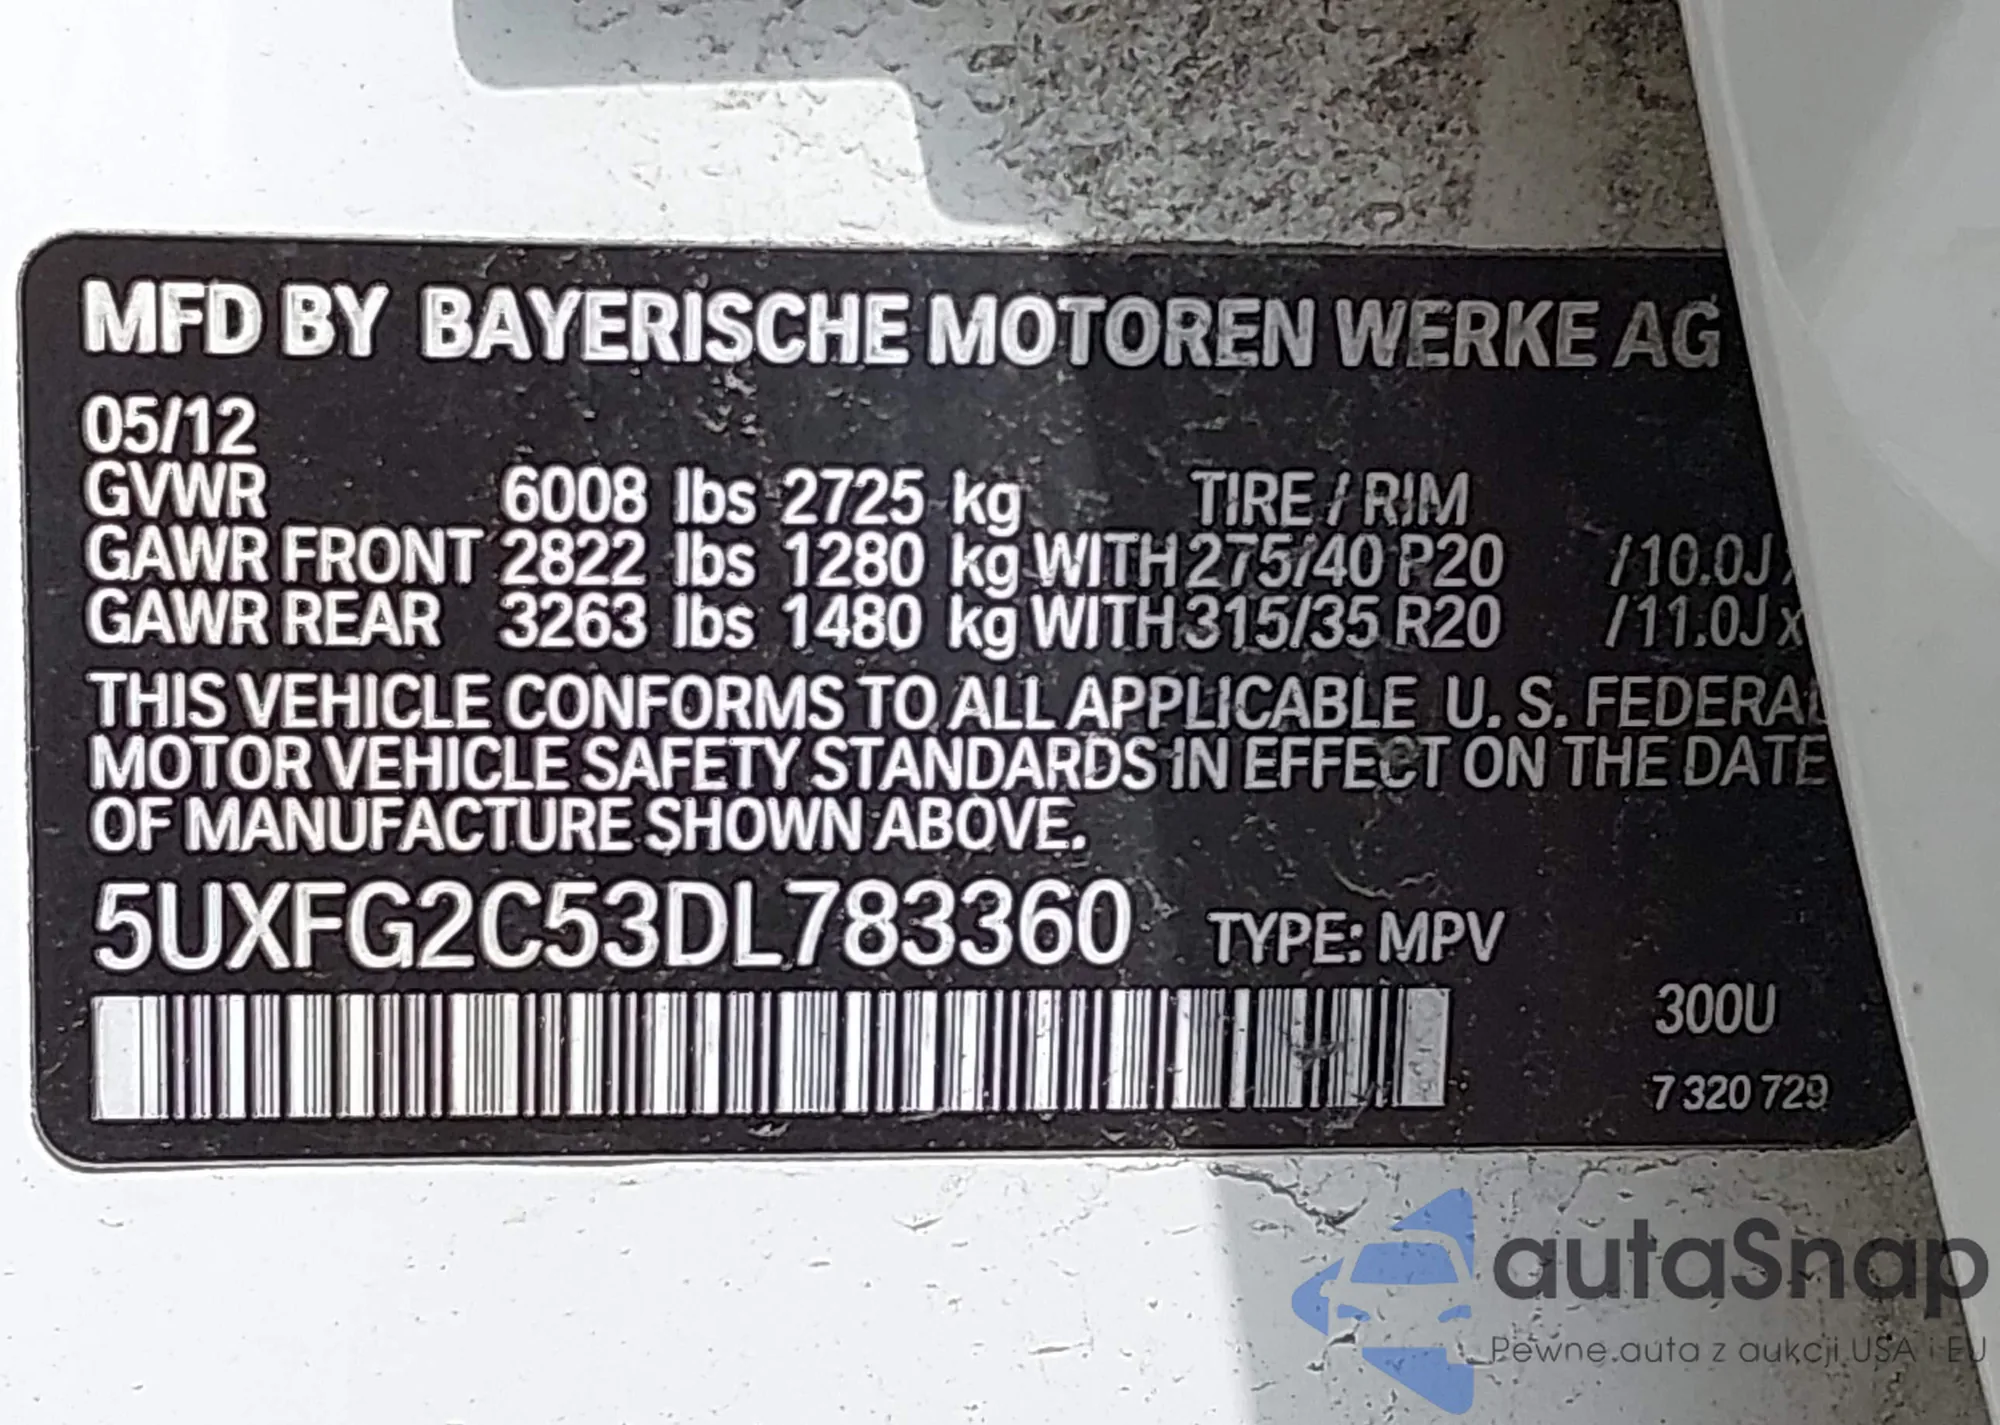 MFD BY BAYERISCHE MOTOREN WERKE AG
05/12
GVWR 6008 lbs 2725 kg TIRE / RIM
GAWR FRONT 2822 lbs 1280 kg WITH 275/40 R20 /10.0J
GAWR REAR 3263 lbs 1480 kg WITH 315/35 R20 /11.0J x
THIS VEHICLE CONFORMS TO ALL APPLICABLE U. S. FEDERAL
MOTOR VEHICLE SAFETY STANDARDS IN EFFECT ON THE DATE
OF MANUFACTURE SHOWN ABOVE.
5UXFG2C53DL783360 TYPE: MPV
300U
7 320 729
autaSnap
Pewne auta z aukcji USA i EU